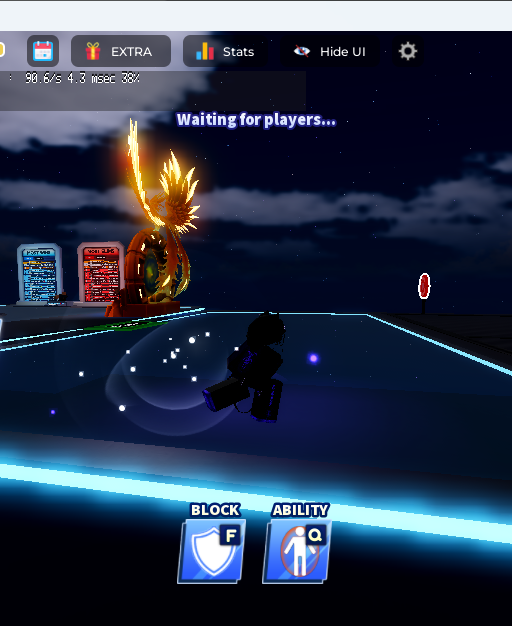 EXTRA
Stats
Hide UI
: 90.6/s 4.3 msec 38%
Waiting for players...
BLOCK
ABILITY
F
Q